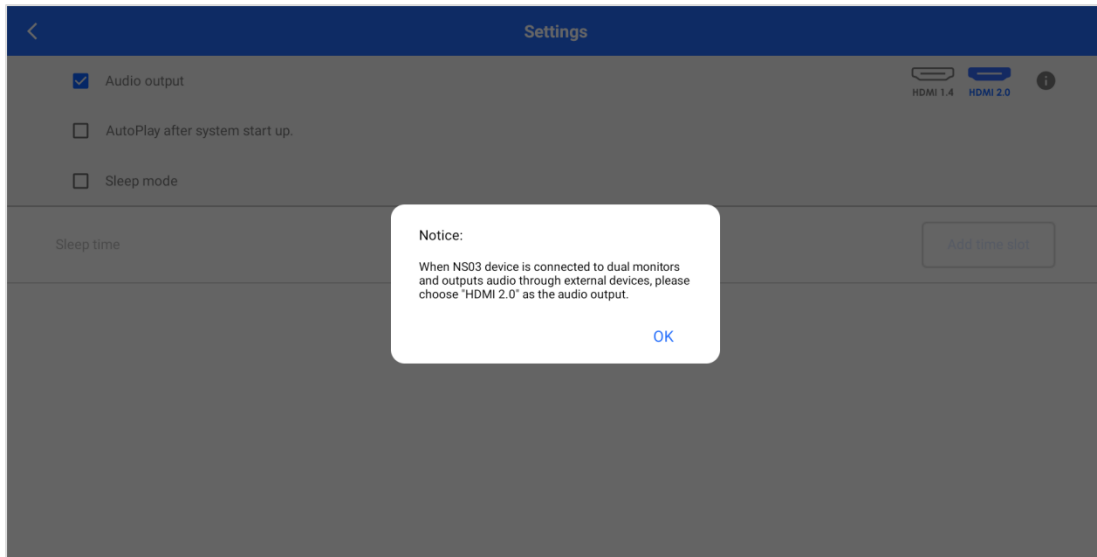 Settings
Audio output
HDMI 1.4 HDMI 2.0
AutoPlay after system start up.
Sleep mode
Sleep time
Add time slot
Notice:
When NS03 device is connected to dual monitors
and outputs audio through external devices, please
choose "HDMI 2.0" as the audio output.
OK